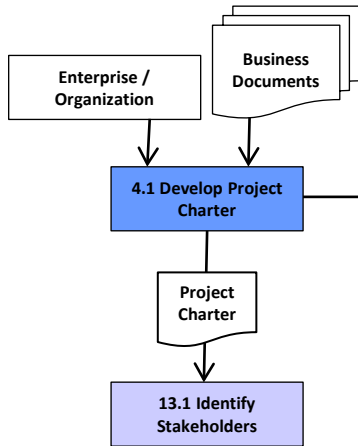 Enterprise /
Organization
Business
Documents
4.1 Develop Project
Charter
Project
Charter
13.1 Identify
Stakeholders